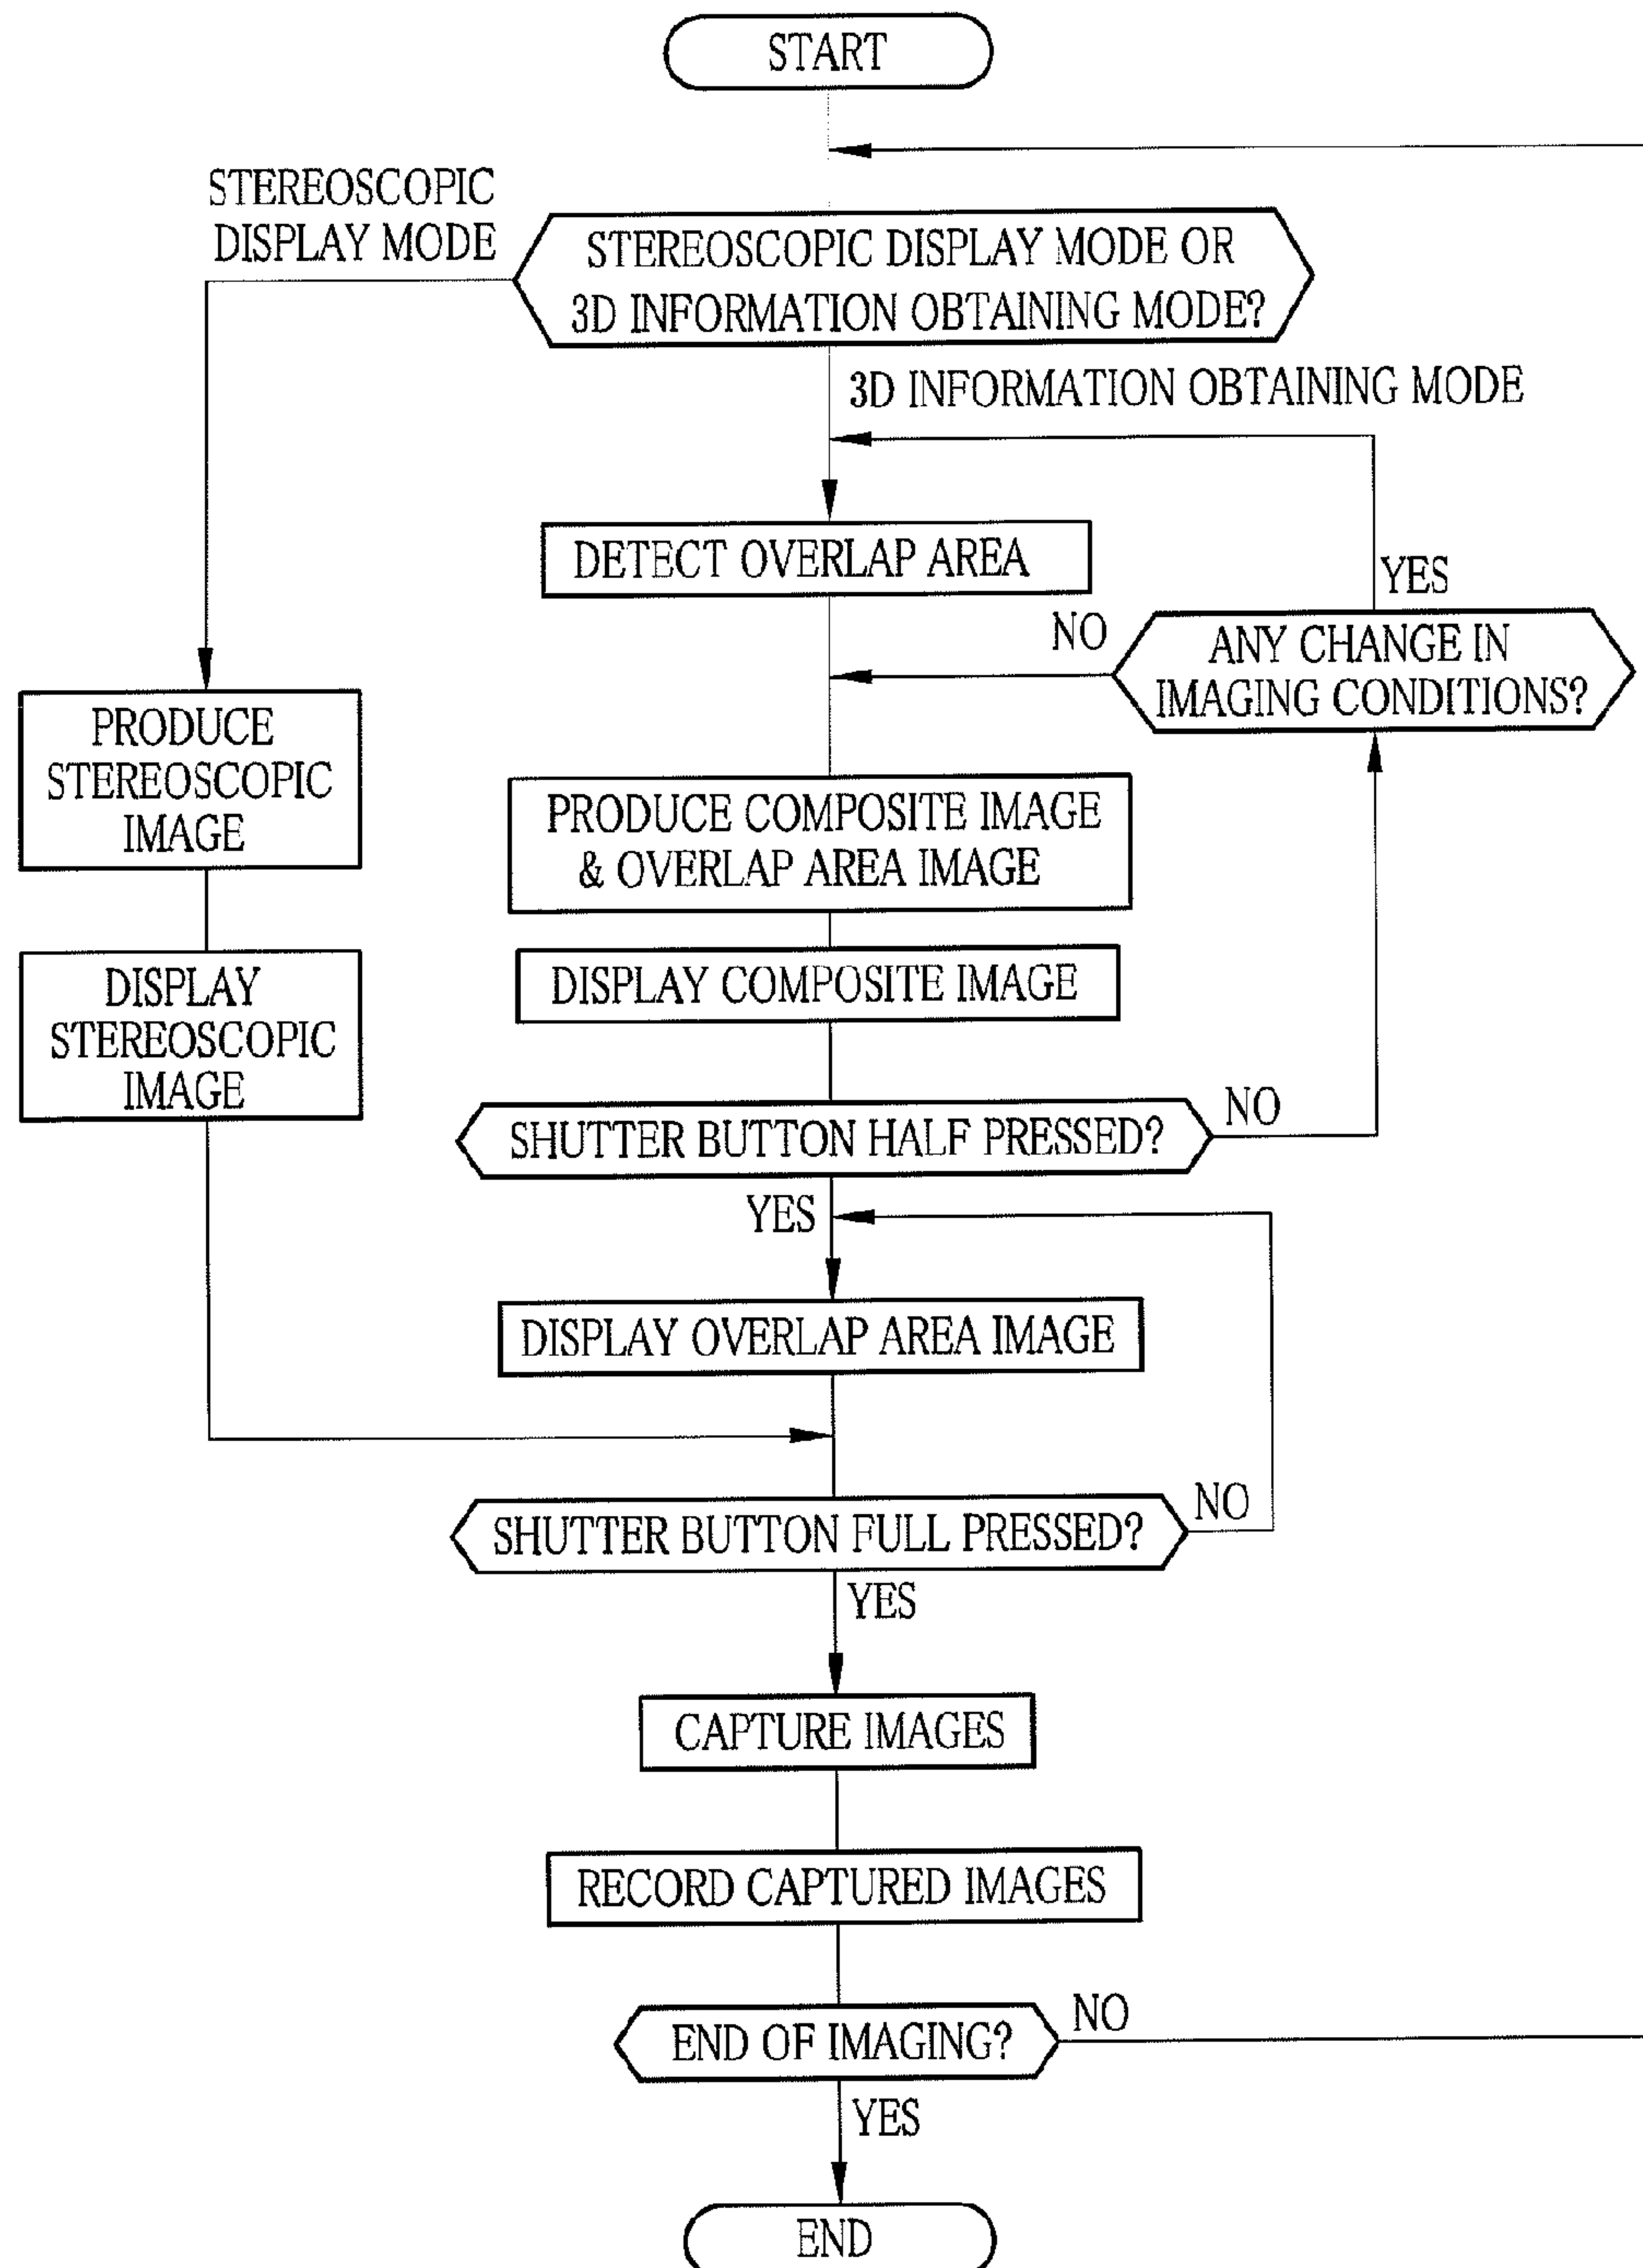 START
STEREOSCOPIC
DISPLAY MODE
STEREOSCOPIC DISPLAY MODE OR
3D INFORMATION OBTAINING MODE?
3D INFORMATION OBTAINING MODE
DETECT OVERLAP AREA
YES
NO
ANY CHANGE IN
IMAGING CONDITIONS?
PRODUCE
STEREOSCOPIC
IMAGE
PRODUCE COMPOSITE IMAGE
& OVERLAP AREA IMAGE
DISPLAY
STEREOSCOPIC
IMAGE
DISPLAY COMPOSITE IMAGE
SHUTTER BUTTON HALF PRESSED?
NO
YES
DISPLAY OVERLAP AREA IMAGE
SHUTTER BUTTON FULL PRESSED?
NO
YES
CAPTURE IMAGES
RECORD CAPTURED IMAGES
END OF IMAGING?
NO
YES
END